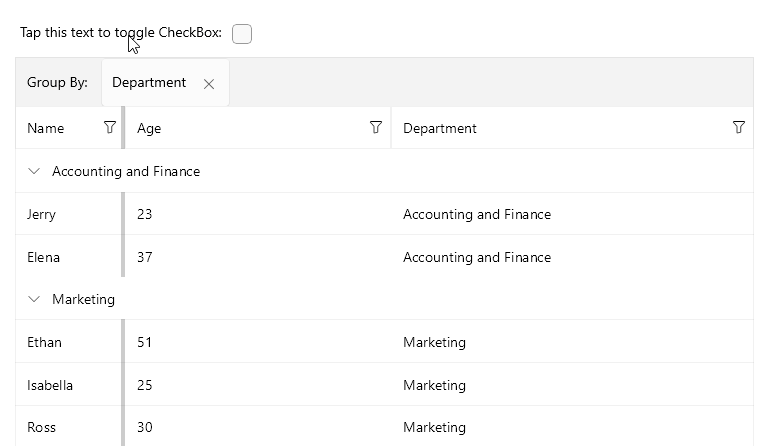 Tap this text to toggle CheckBox:
Group By: Department
Name Age Department
Accounting and Finance
Jerry 23 Accounting and Finance
Elena 37 Accounting and Finance
Marketing
Ethan 51 Marketing
Isabella 25 Marketing
Ross 30 Marketing